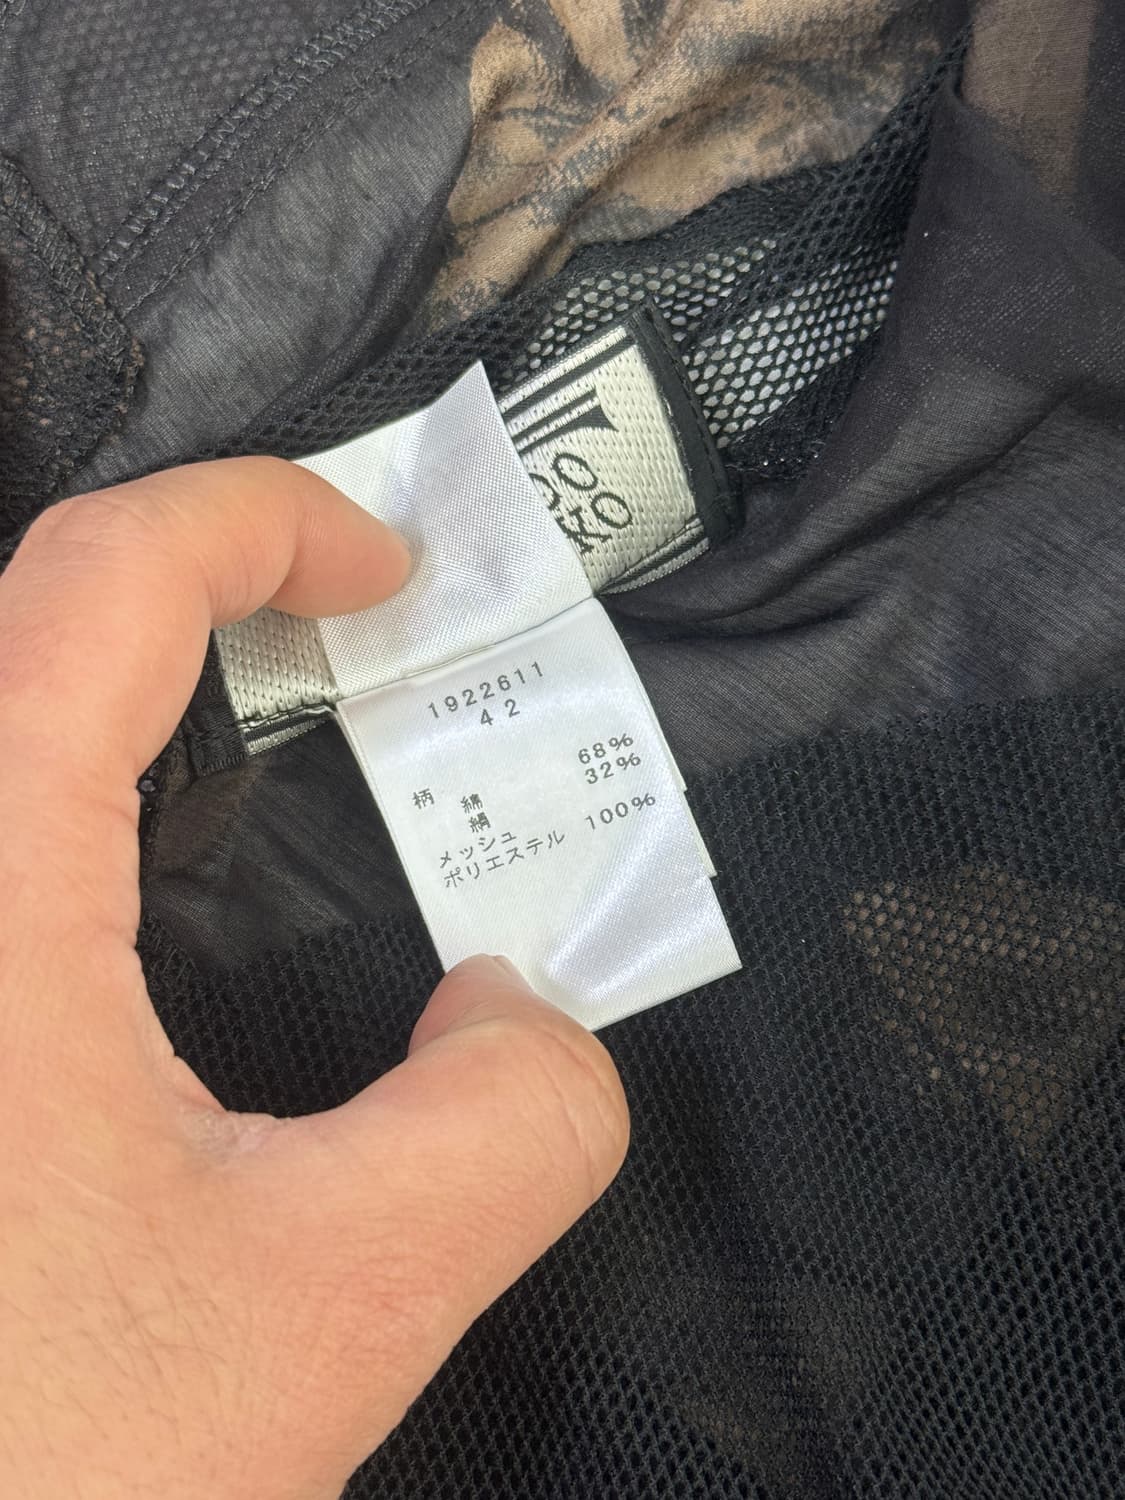 1922611
42
柄 綿 68%
絹 32%
メッシュ
ポリエステル 100%